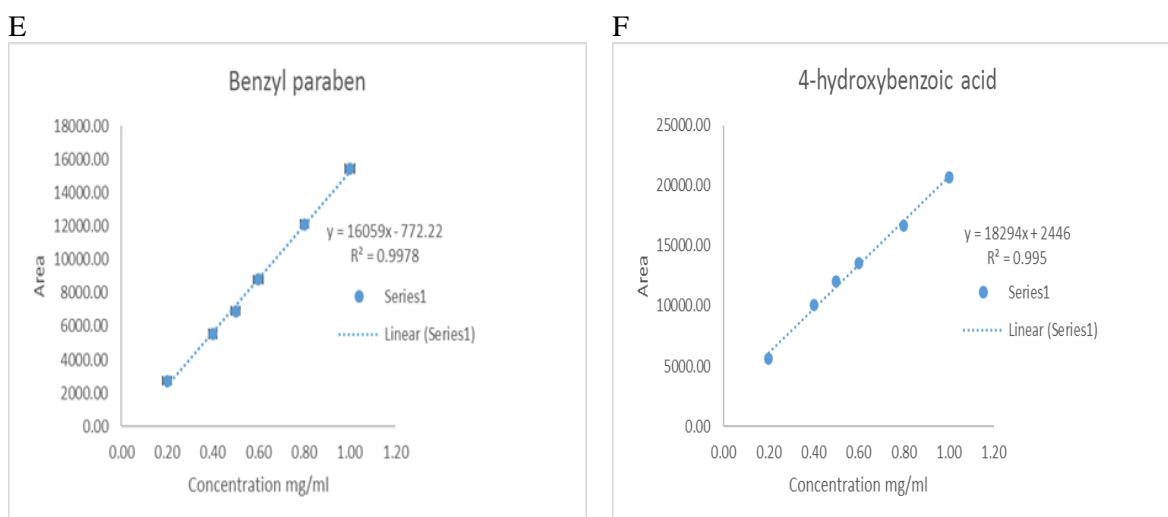 E
Benzyl paraben
18000.00
16000.00
14000.00
12000.00
10000.00
8000.00
6000.00
4000.00
2000.00
0.00
Area
y = 16059x - 772.22
R² = 0.9978
Series1
Linear (Series1)
0.00 0.20 0.40 0.60 0.80 1.00 1.20
Concentration mg/ml
F
4-hydroxybenzoic acid
25000.00
20000.00
15000.00
10000.00
5000.00
0.00
Area
y = 18294x + 2446
R² = 0.995
Series1
Linear (Series1)
0.00 0.20 0.40 0.60 0.80 1.00 1.20
Concentration mg/ml